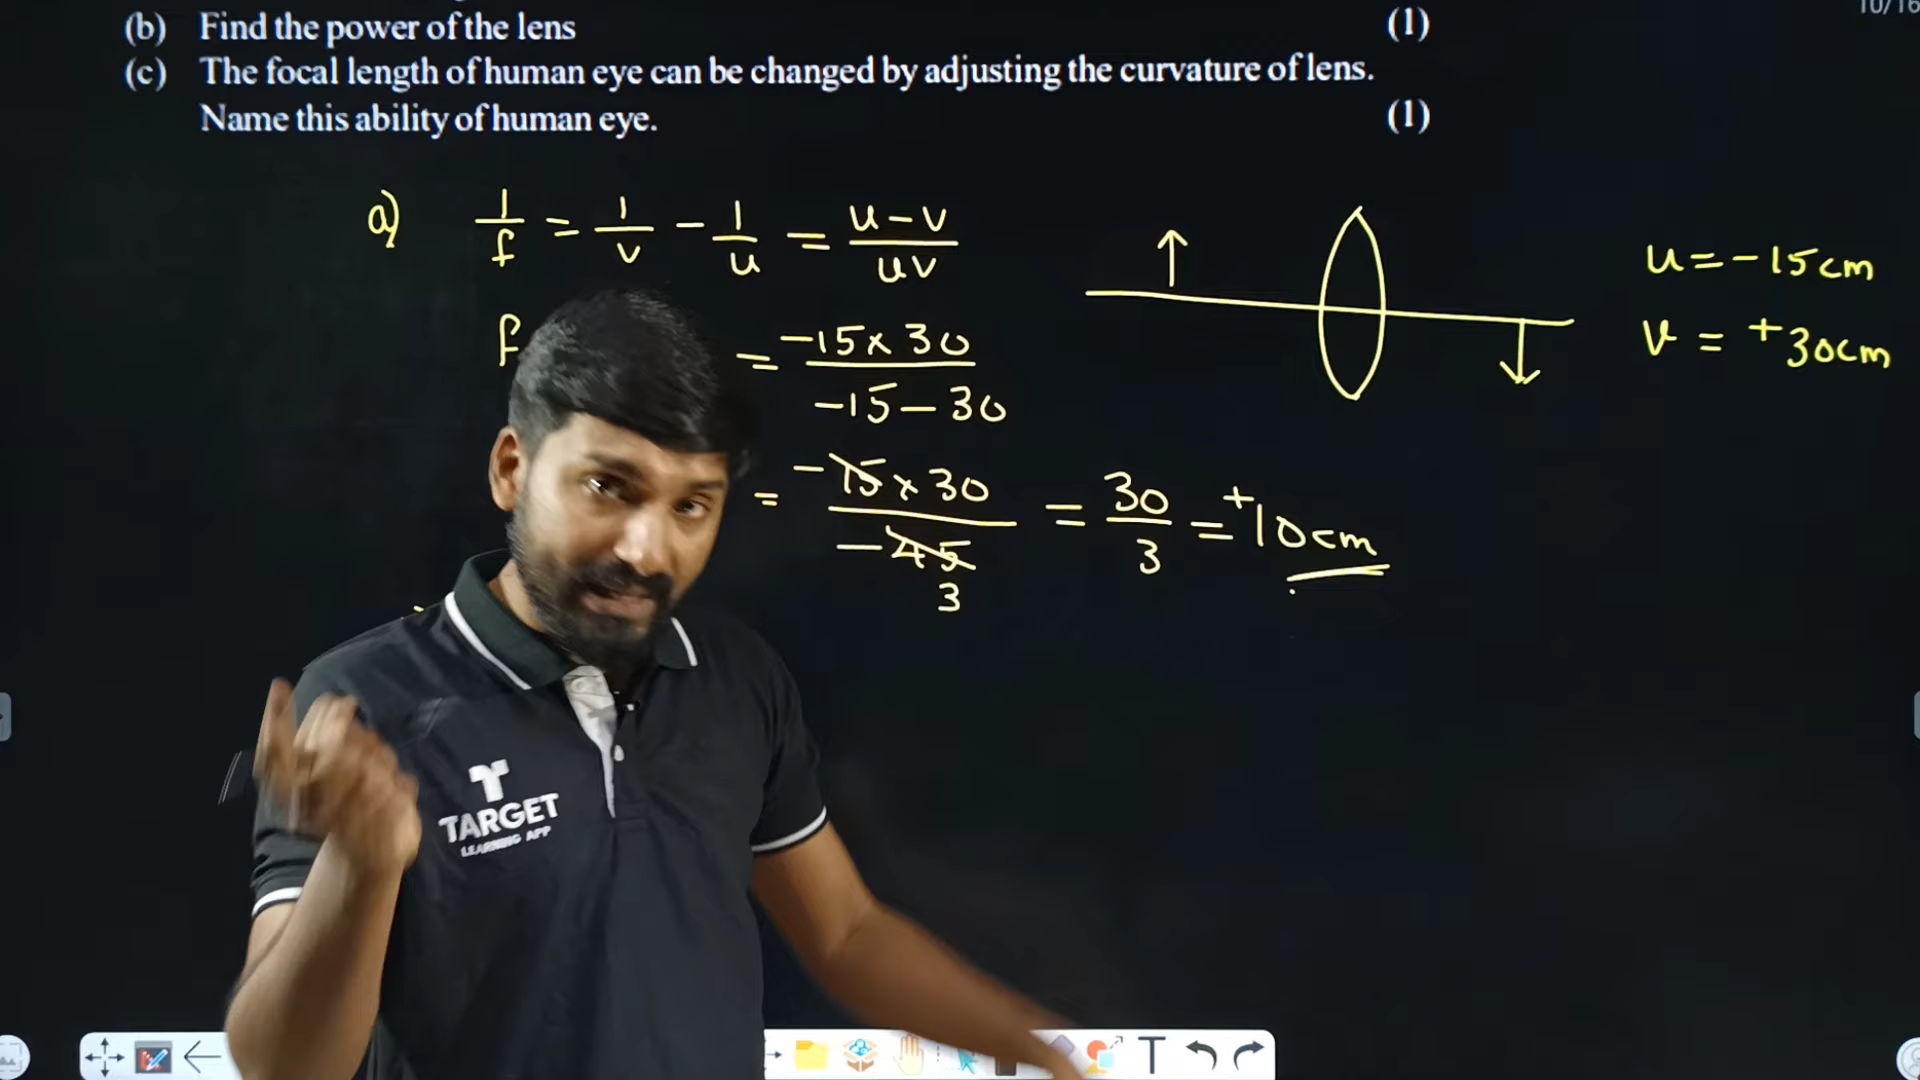 10/16
(b) Find the power of the lens (1)
(c) The focal length of human eye can be changed by adjusting the curvature of lens.
Name this ability of human eye. (1)
a) 1/f = 1/v - 1/u = u-v/uv
u = -15cm
v = +30cm
f = -15 x 30/-15-30
= -15 x 30/-45 3 = 30/3 = +10cm
TARGET
LEARNING APP
T